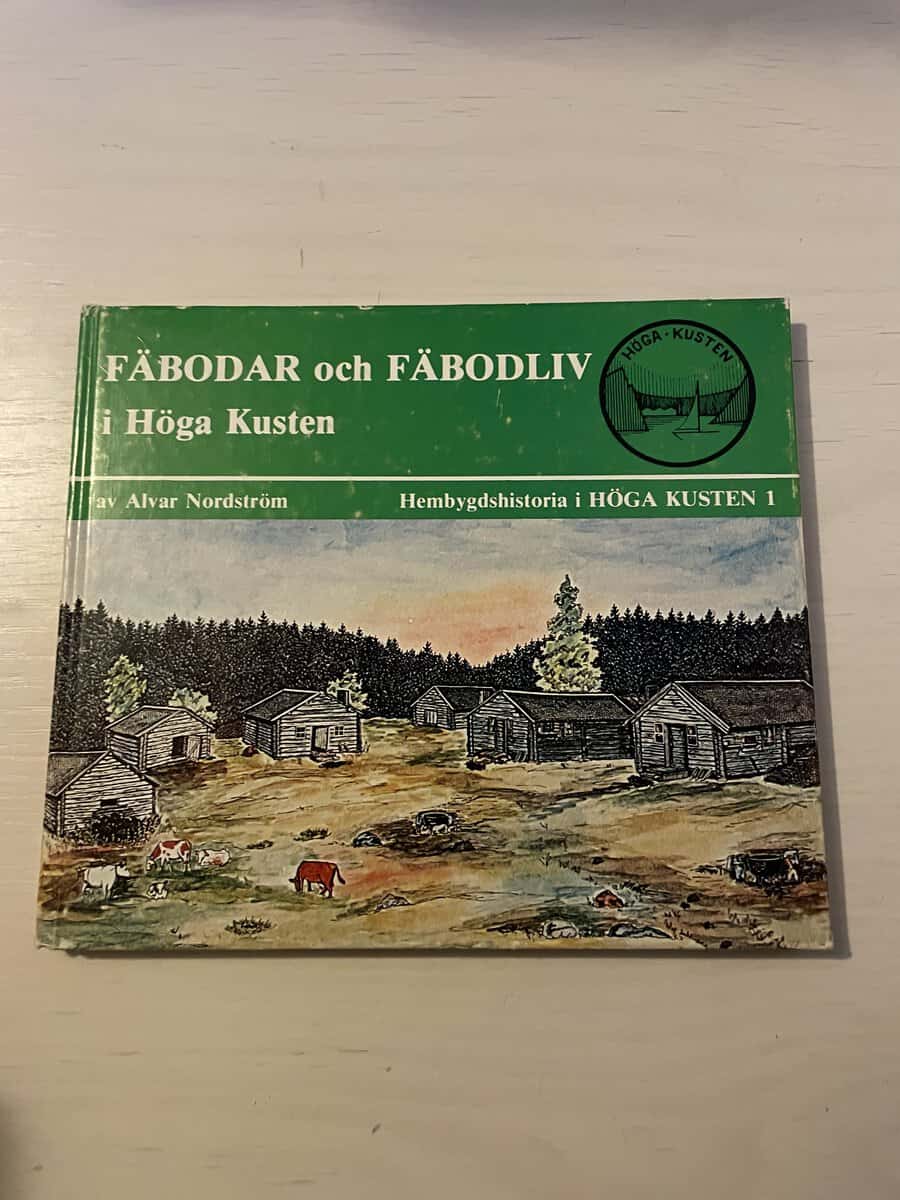 FÄBODAR och FÄBODLIV
i Höga Kusten
HÖGA·KUSTEN
av Alvar Nordström
Hembygdshistoria i HÖGA KUSTEN 1